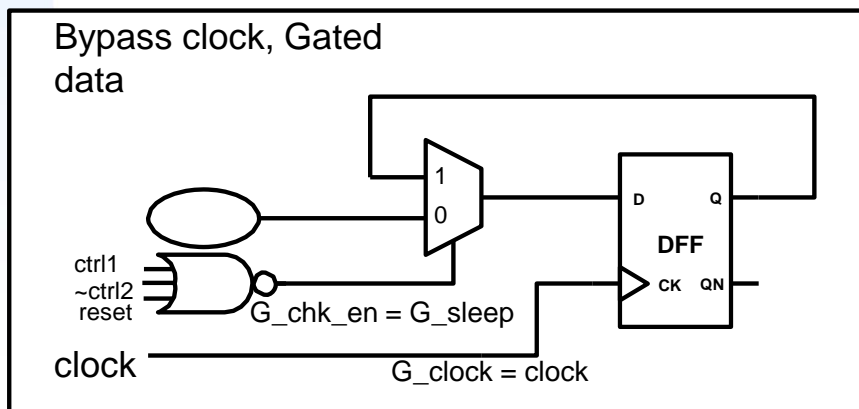 Bypass clock, Gated
data
1
0
D
Q
DFF
CK
QN
ctrl1
~ctrl2
reset
G_chk_en = G_sleep
clock
G_clock = clock